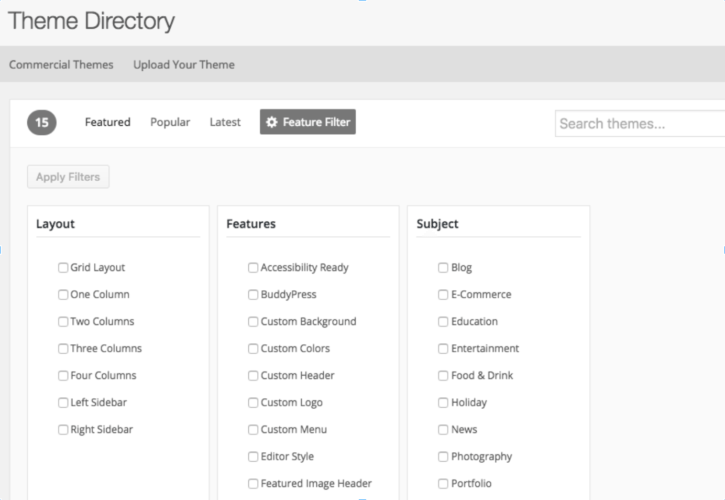 Theme Directory
Commercial Themes Upload Your Theme
15 Featured Popular Latest Feature Filter Search themes...
Apply Filters
Layout
Grid Layout
One Column
Two Columns
Three Columns
Four Columns
Left Sidebar
Right Sidebar
Features
Accessibility Ready
BuddyPress
Custom Background
Custom Colors
Custom Header
Custom Logo
Custom Menu
Editor Style
Featured Image Header
Subject
Blog
E-Commerce
Education
Entertainment
Food & Drink
Holiday
News
Photography
Portfolio